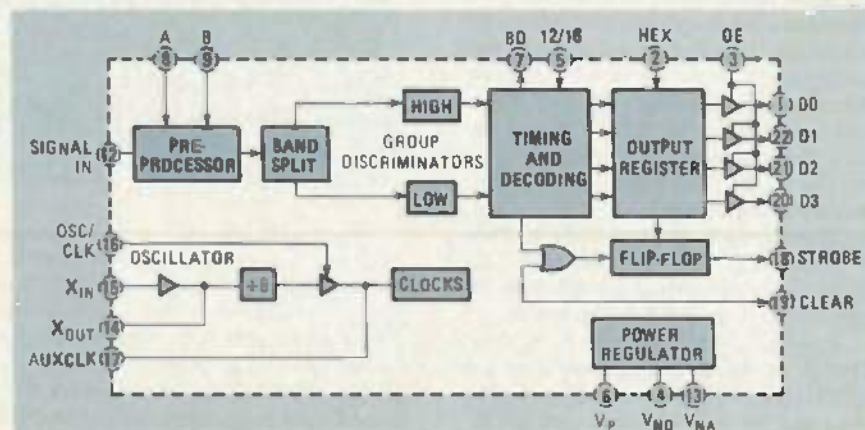 A B BD 12/16 HEX OE
8 9 7 5 2 3
HIGH
1 D0
SIGNAL IN
12
PRE-PROCESSOR
BAND SPLIT
GROUP DISCRIMINATORS
TIMING AND DECODING
OUTPUT REGISTER
22 D1
21 D2
LOW
20 D3
OSC/CLK
16
OSCILLATOR
FLIP-FLOP
18 STROBE
XIN 15
÷8
CLOCKS
19 CLEAR
XOUT 14
POWER REGULATOR
AUXCLK 17
6 4 13
VP VND VNA